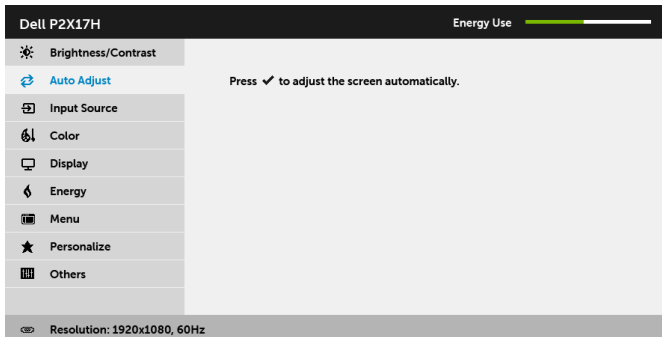 Dell P2X17H
Energy Use
Brightness/Contrast
Auto Adjust
Press ✓ to adjust the screen automatically.
Input Source
Color
Display
Energy
Menu
Personalize
Others
Resolution: 1920x1080, 60Hz